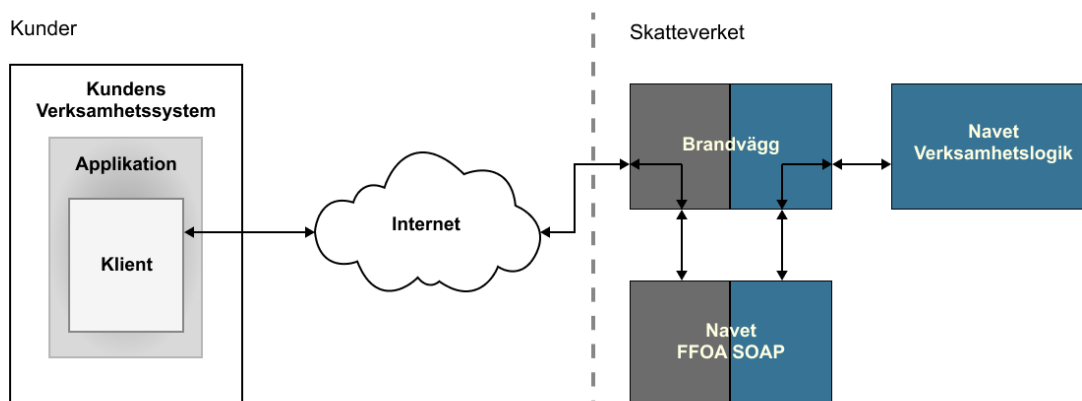 Kunder
Kundens
Verksamhetssystem
Applikation
Klient
Internet
Skatteverket
Brandvägg
Navet
Verksamhetslogik
Navet
FFOA SOAP